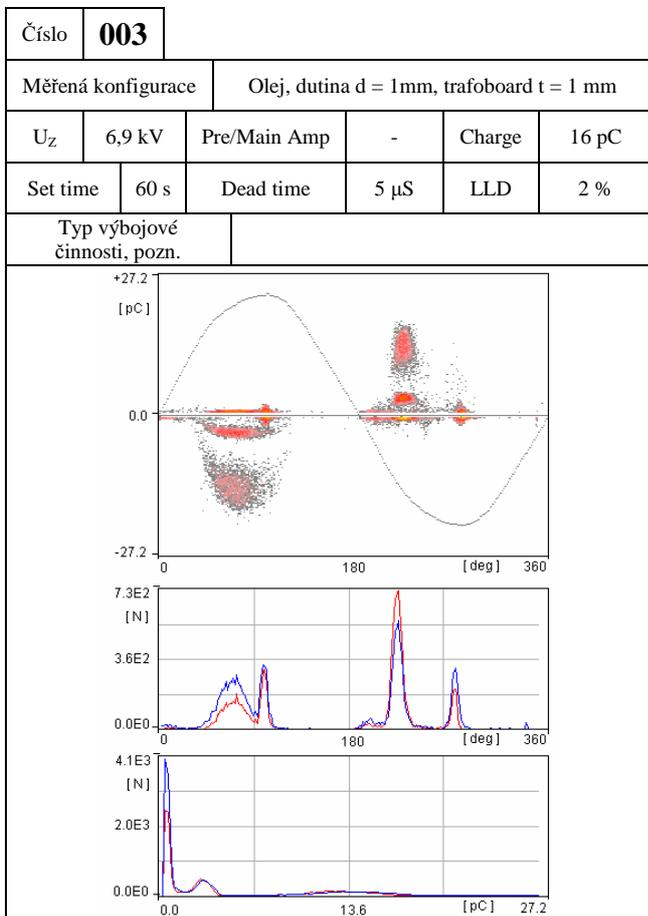 Číslo 003
Měřená konfigurace Olej, dutina d = 1mm, trafoboard t = 1 mm
UZ 6,9 kV Pre/Main Amp - Charge 16 pC
Set time 60 s Dead time 5 μS LLD 2 %
Typ výbojové
činnosti, pozn.
+27.2
[pC]
0.0
-27.2
0 180 [deg] 360
7.3E2
[N]
3.6E2
0.0E0
0 180 [deg] 360
4.1E3
[N]
2.0E3
0.0E0
0.0 13.6 [pC] 27.2